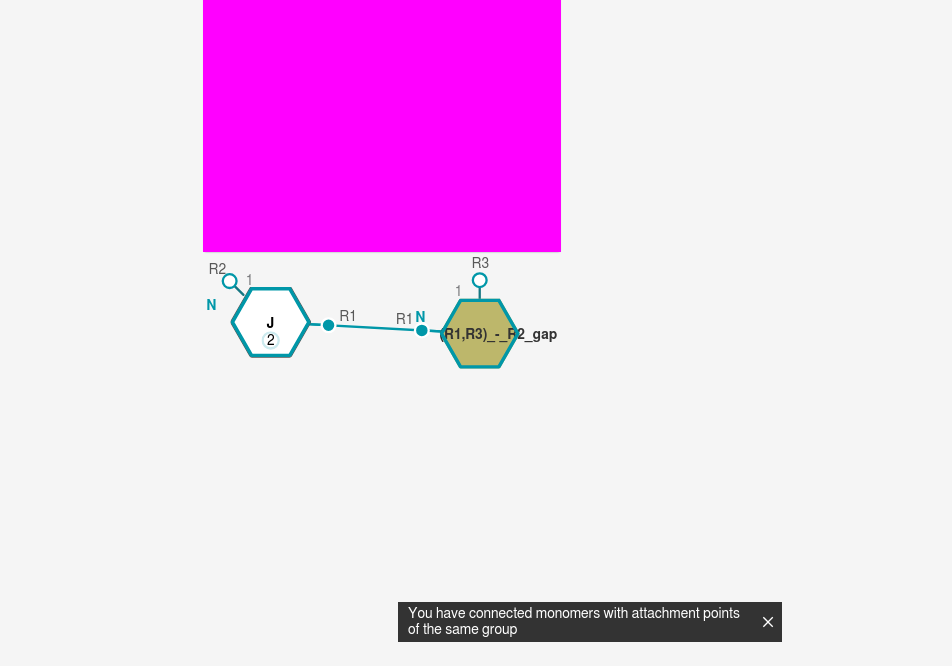 R3
R2
1
1
N
R1
R1
N
J
2
(R1,R3)_-_R2_gap
You have connected monomers with attachment points
of the same group